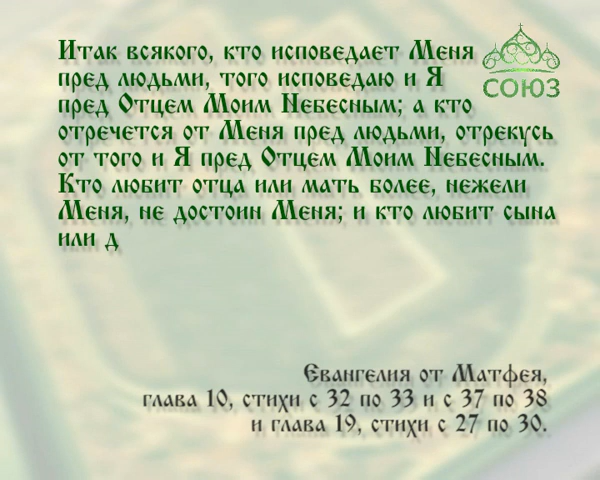 Итак всякого, кто исповедает Меня
пред людьми, того исповедаю и Я
СОЮЗ
пред Отцем Моим Небесным; а кто
отречется от Меня пред людьми, отрекусь
от того и Я пред Отцем Моим Небесным.
Кто любит отца или мать более, нежели
Меня, не достоин Меня; и кто любит сына
или д
Евангелия от Матфея,
глава 10, стихи с 32 по 33 и с 37 по 38
и глава 19, стихи с 27 по 30.